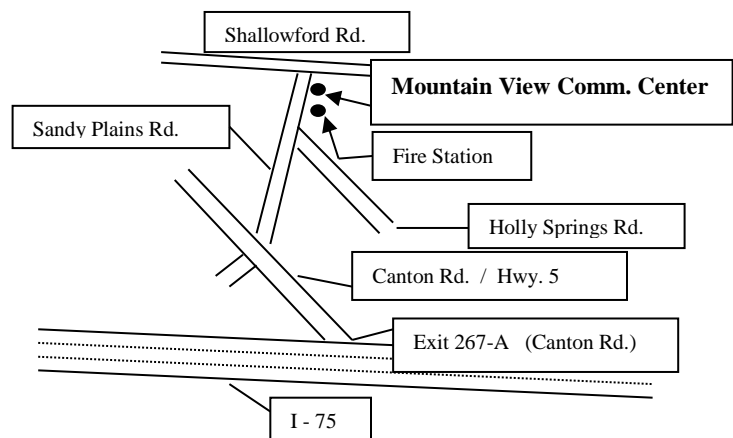 Shallowford Rd.
Mountain View Comm. Center
Sandy Plains Rd.
Fire Station
Holly Springs Rd.
Canton Rd. / Hwy. 5
Exit 267-A (Canton Rd.)
I - 75